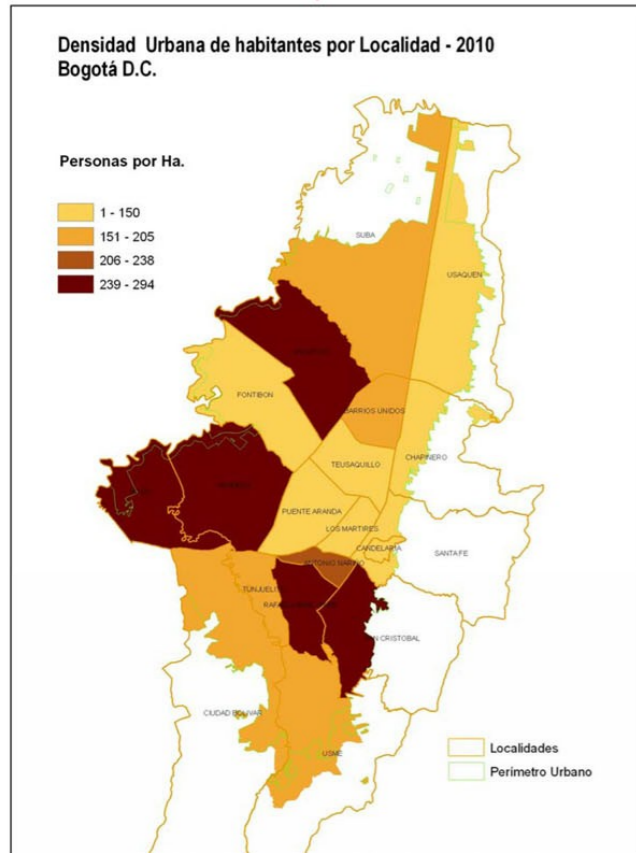 Densidad Urbana de habitantes por Localidad - 2010
Bogotá D.C.
Personas por Ha.
1 - 150
151 - 205
206 - 238
239 - 294
SUBA
USAQUEN
FONTIBON
BARRIOS UNIDOS
TEUSAQUILLO
CHAPINERO
PUENTE ARANDA
LOS MARTIRES
CANDELARIA
SANTA FE
ANTONIO NARIÑO
TUNJUELITO
CRISTOBAL
CIUDAD BOLIVAR
USME
Localidades
Perímetro Urbano